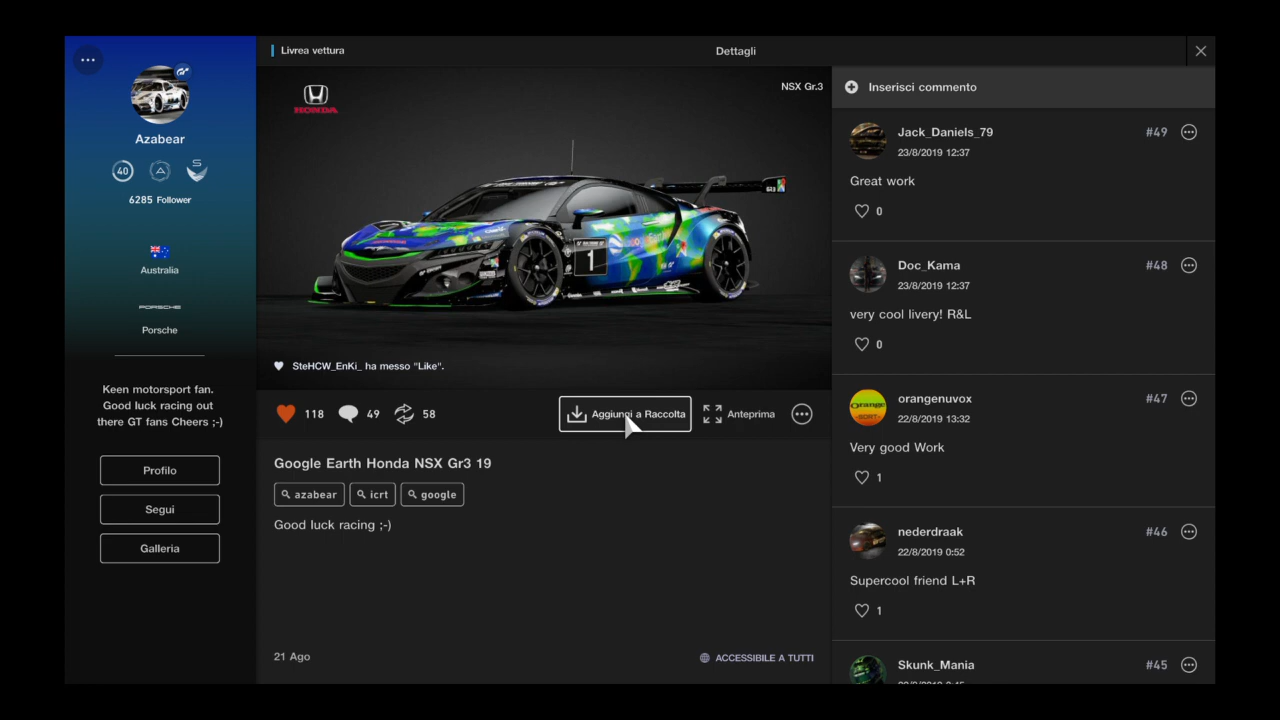 Azabear
40
A
S
6285 Follower
Australia
PORSCHE
Porsche
Keen motorsport fan.
Good luck racing out
there GT fans Cheers ;-)
Profilo
Segui
Galleria
Livrea vettura
Dettagli
HONDA
NSX Gr.3
1
SteHCW_EnKi_ ha messo "Like".
118
49
58
Aggiungi a Raccolta
Anteprima
Google Earth Honda NSX Gr3 19
azabear
icrt
google
Good luck racing ;-)
21 Ago
ACCESSIBILE A TUTTI
Inserisci commento
Jack_Daniels_79
#49
23/8/2019 12:37
Great work
0
Doc_Kama
#48
23/8/2019 12:37
very cool livery! R&L
0
orangenuvox
#47
22/8/2019 13:32
Very good Work
1
nederdraak
#46
22/8/2019 0:52
Supercool friend L+R
1
Skunk_Mania
#45